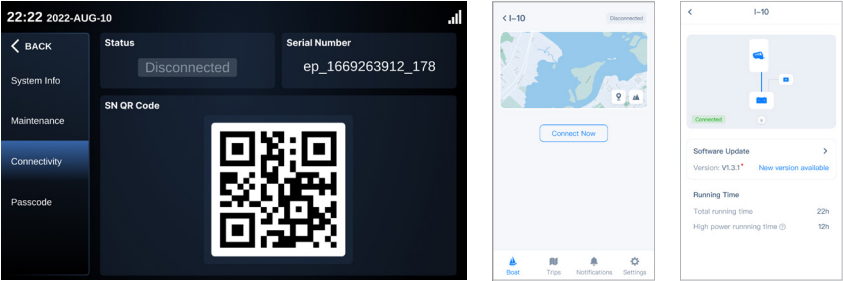 22:22 2022-AUG-10
BACK
System Info
Maintenance
Connectivity
Passcode
Status
Disconnected
Serial Number
ep_1669263912_178
SN QR Code
I-10
Disconnected
Connect Now
Boat
Trips
Notifications
Settings
I-10
Connected
Software Update
Version: V1.3.1* New version available
Running Time
Total running time 22h
High power runnning time 12h